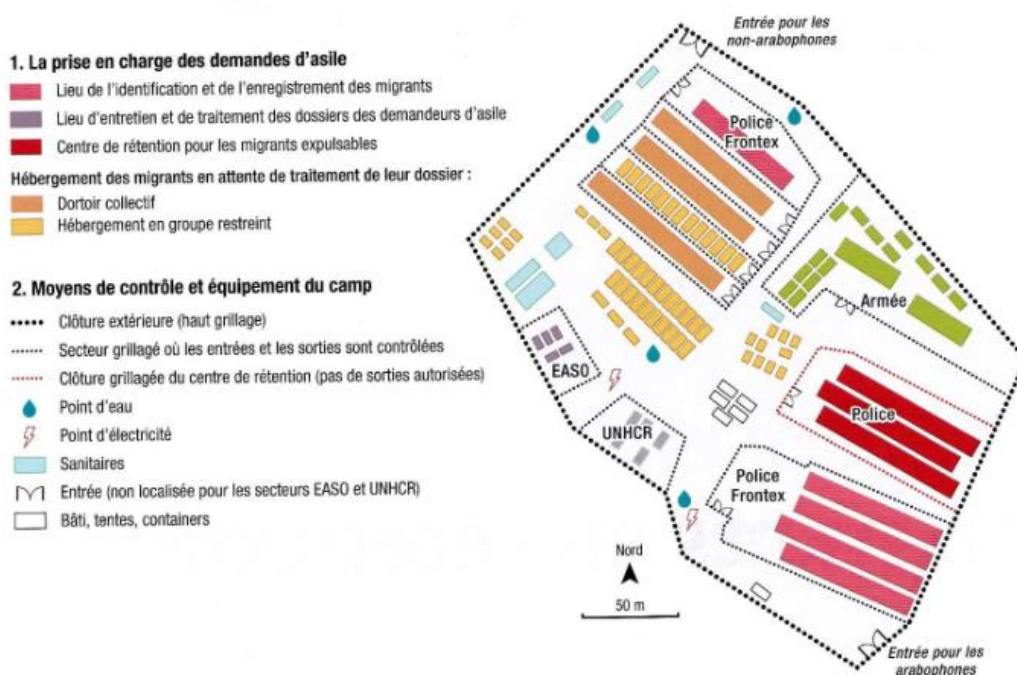 1. La prise en charge des demandes d'asile
Lieu de l'identification et de l'enregistrement des migrants
Lieu d'entretien et de traitement des dossiers des demandeurs d'asile
Centre de rétention pour les migrants expulsables
Hébergement des migrants en attente de traitement de leur dossier :
Dortoir collectif
Hébergement en groupe restreint
2. Moyens de contrôle et équipement du camp
Clôture extérieure (haut grillage)
Secteur grillagé où les entrées et les sorties sont contrôlées
Clôture grillagée du centre de rétention (pas de sorties autorisées)
Point d'eau
Point d'électricité
Sanitaires
Entrée (non localisée pour les secteurs EASO et UNHCR)
Bâti, tentes, containers
Entrée pour les
non-arabophones
Police
Frontex
Armée
EASO
Police
UNHCR
Police
Frontex
Nord
50 m
Entrée pour les
arabophones